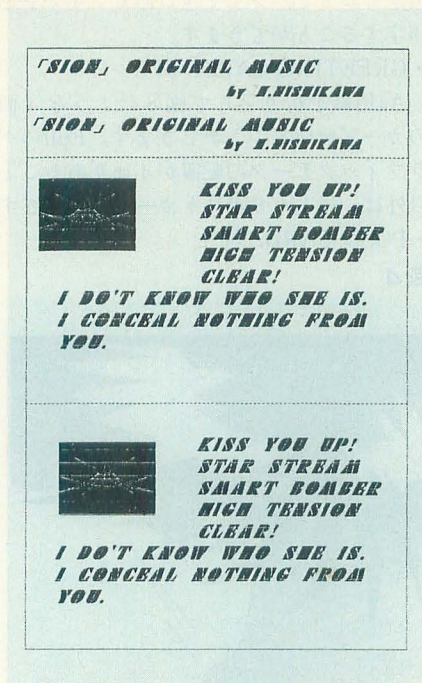 「SION」 ORIGINAL MUSIC
by Z.NISHIKAWA
「SION」 ORIGINAL MUSIC
by Z.NISHIKAWA
KISS YOU UP!
STAR STREAM
SMART BOMBER
HIGH TENSION
CLEAR!
I DO'T KNOW WHO SHE IS.
I CONCEAL NOTHING FROM
YOU.
KISS YOU UP!
STAR STREAM
SMART BOMBER
HIGH TENSION
CLEAR!
I DO'T KNOW WHO SHE IS.
I CONCEAL NOTHING FROM
YOU.